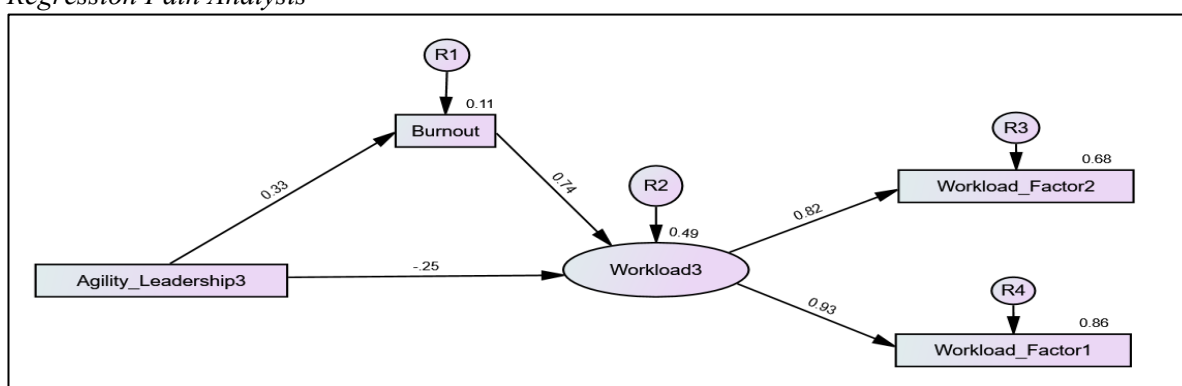 Regression Path Analysis
R1
0.11
Burnout
R3
0.68
Workload_Factor2
0.33
0.74
R2
0.82
0.49
Agility_Leadership3
-.25
Workload3
R4
0.93
0.86
Workload_Factor1